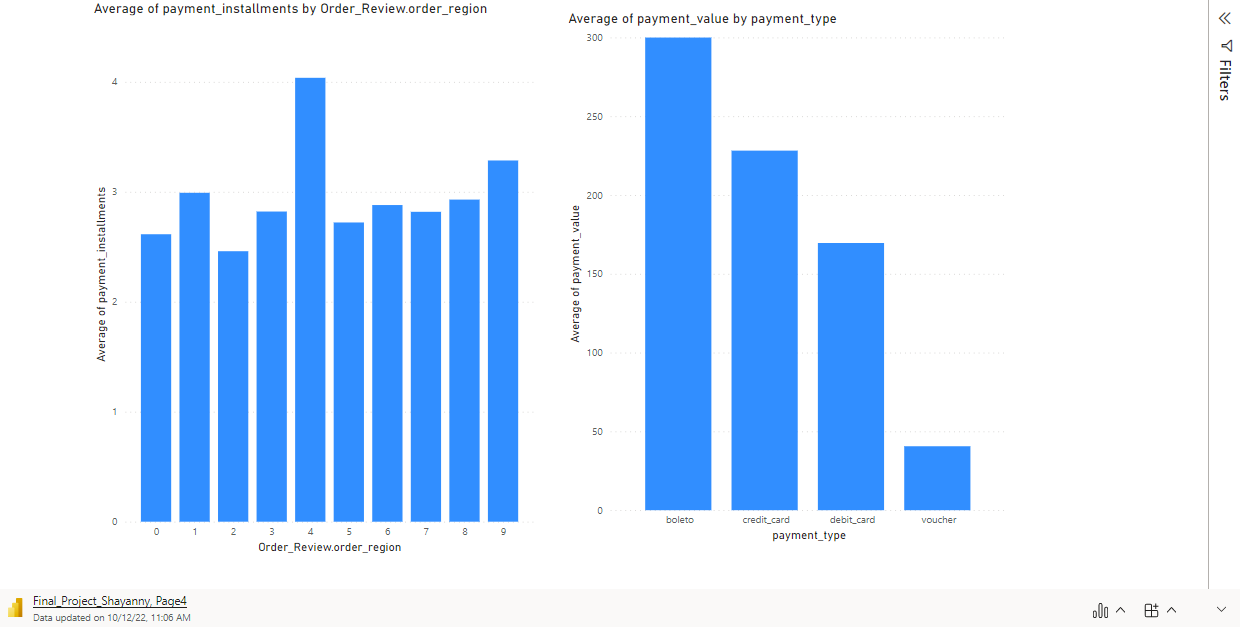 Average of payment_installments by Order_Review.order_region
Average of payment_installments
4
3
2
1
0
0 1 2 3 4 5 6 7 8 9
Order_Review.order_region
Average of payment_value by payment_type
Average of payment_value
300
250
200
150
100
50
0
boleto credit_card debit_card voucher
payment_type
Filters
Final_Project_Shayanny, Page4
Data updated on 10/12/22, 11:06 AM